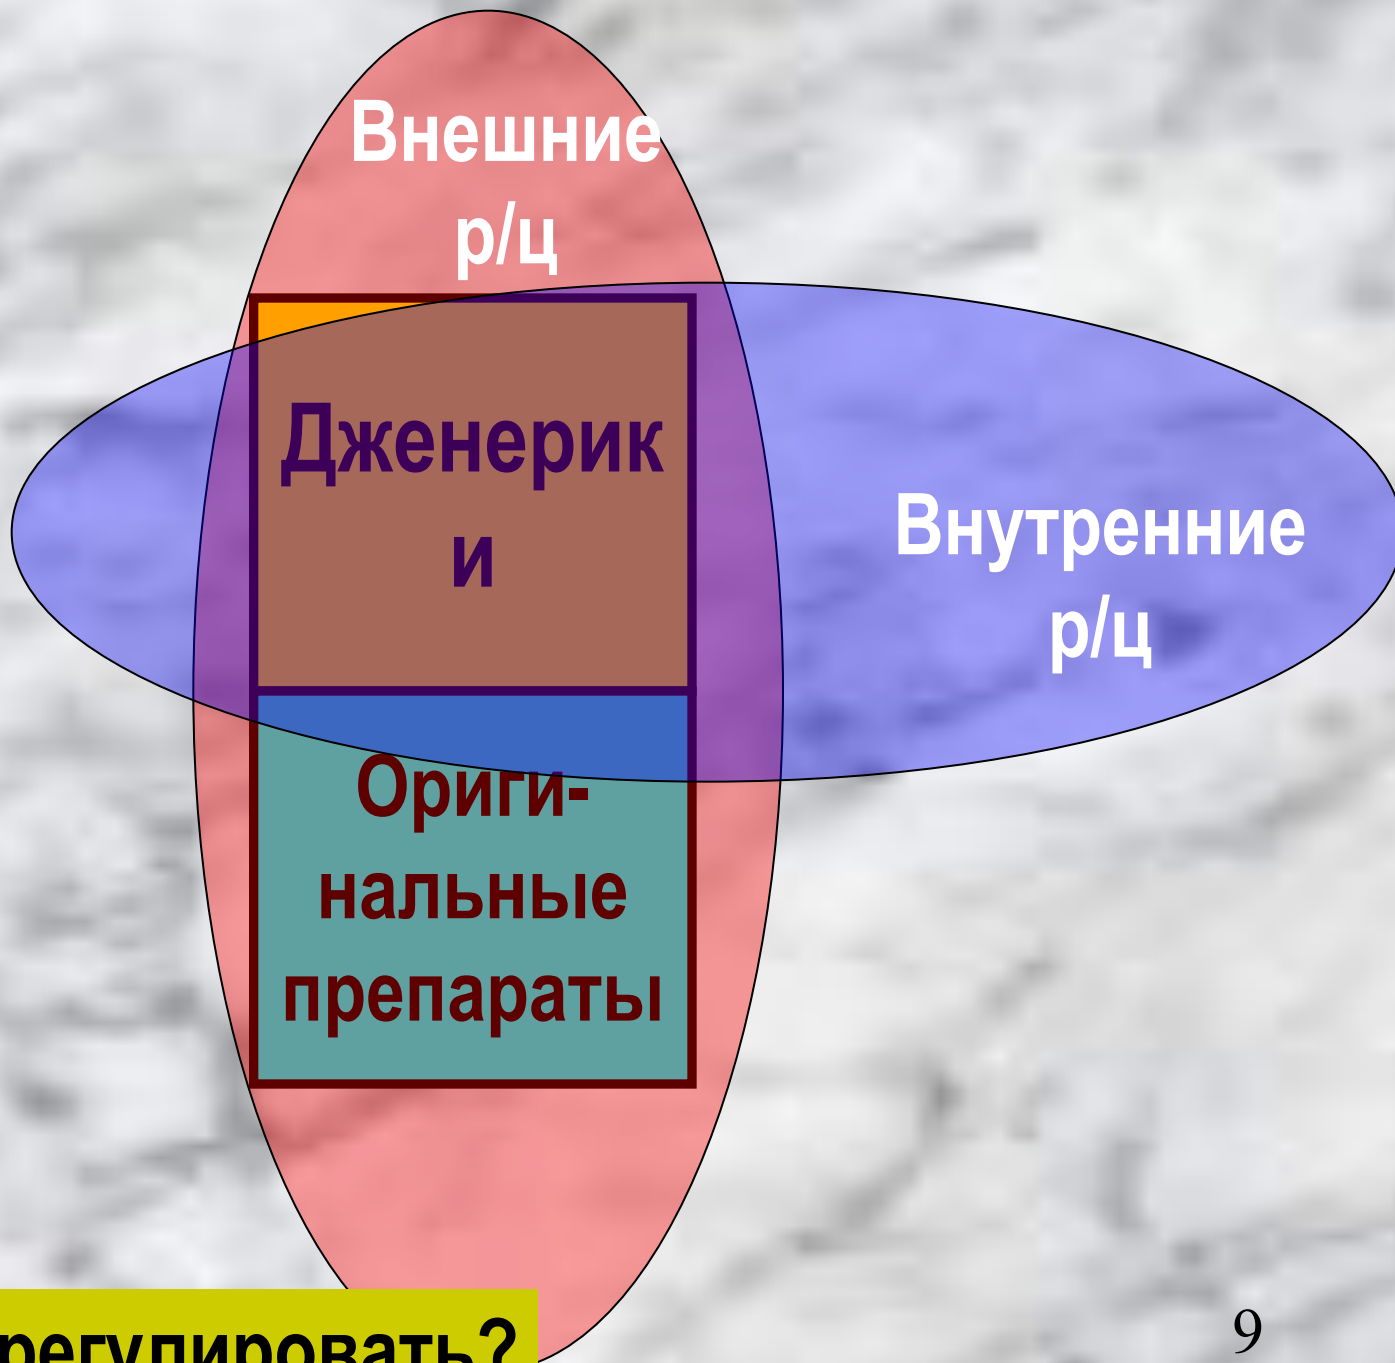 Внешние
р/ц
Дженерик
и
Внутренние
р/ц
Ориги-
нальные
препараты
регулировать?
9